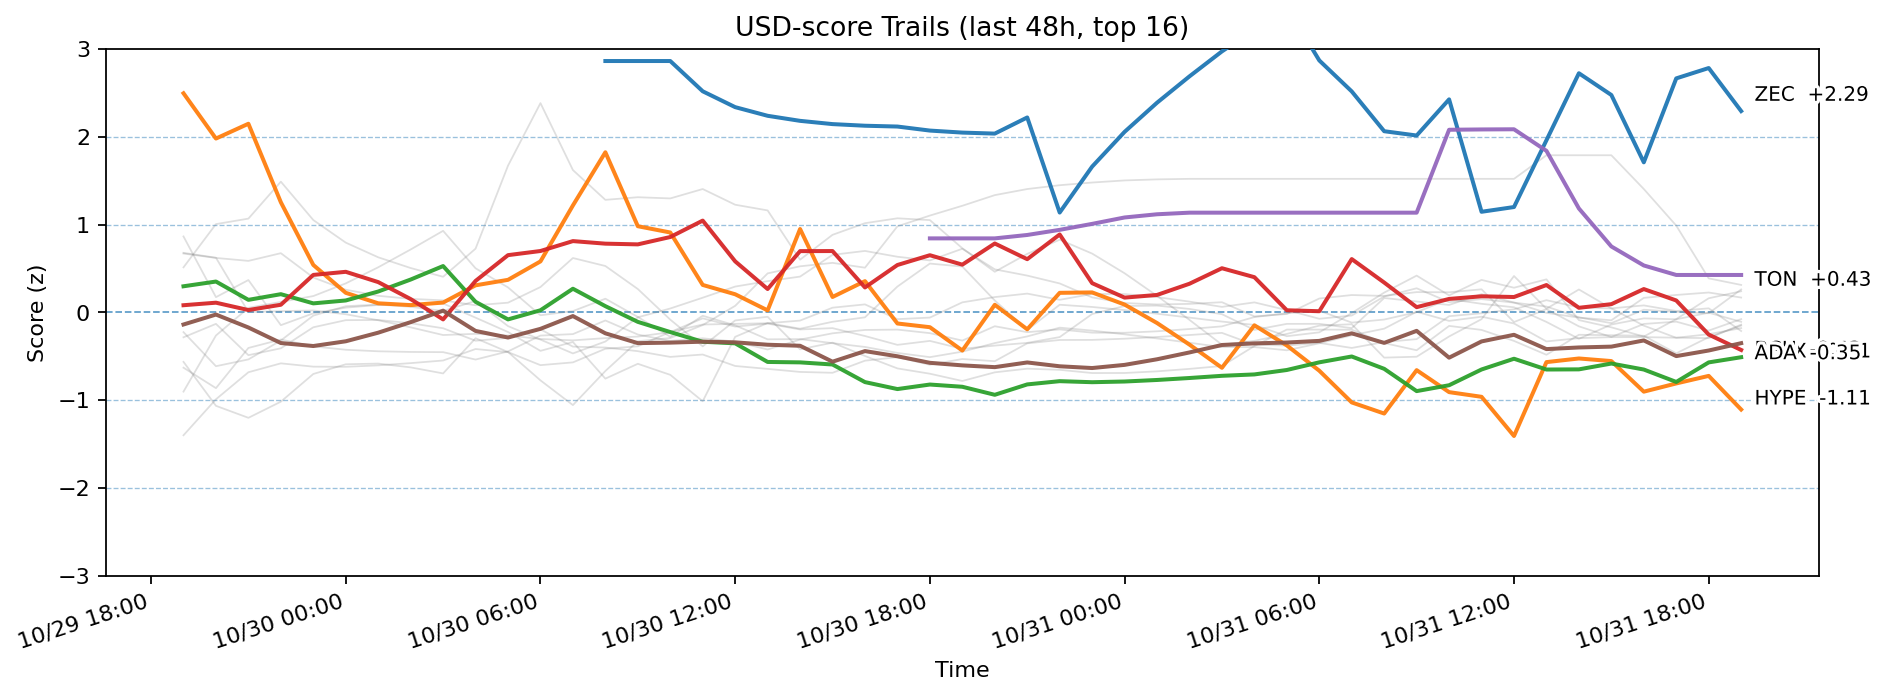 USD-score Trails (last 48h, top 16)
Score (z)
3
2
1
0
−1
−2
−3
ZEC +2.29
TON +0.43
ADA -0.35
HYPE -1.11
10/29 18:00
10/30 00:00
10/30 06:00
10/30 12:00
10/30 18:00
10/31 00:00
10/31 06:00
10/31 12:00
10/31 18:00
Time